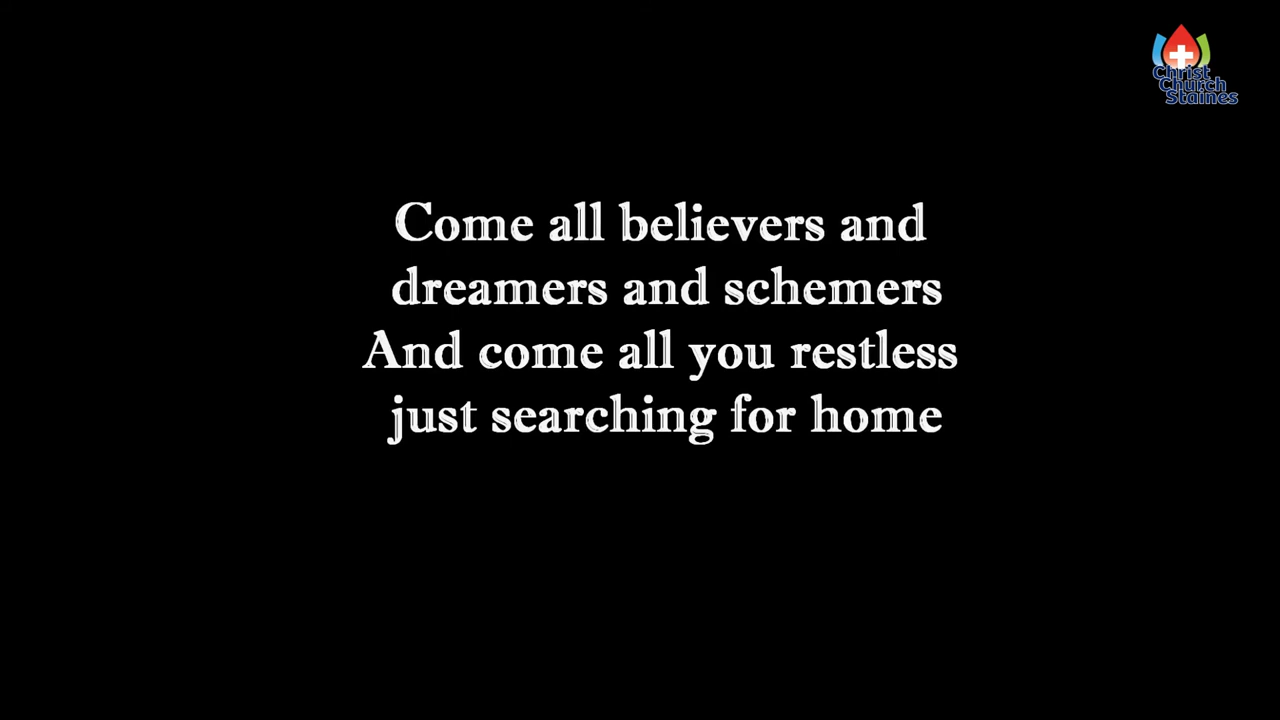 Christ
Church
Staines
Come all believers and
dreamers and schemers
And come all you restless
just searching for home